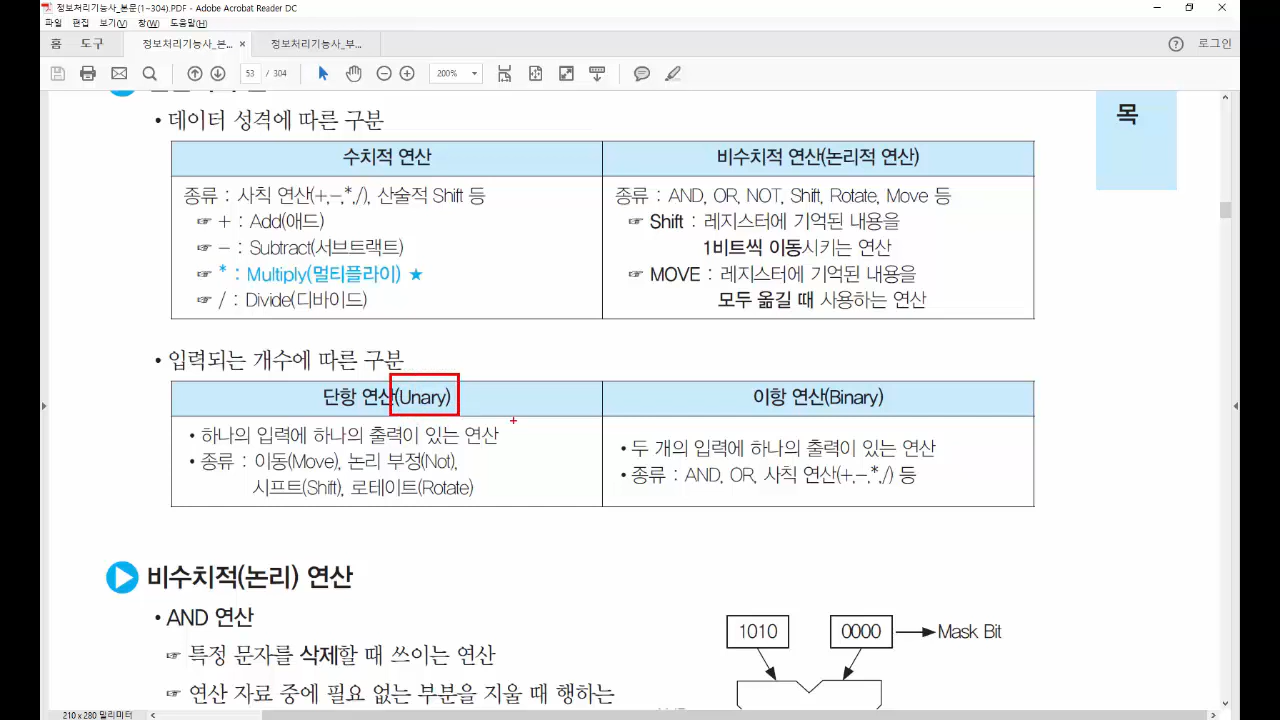 정보처리기능사_본문(1-304).PDF - Adobe Acrobat Reader DC
파일 편집 보기(V) 창(W) 도움말(H)
홈 도구 정보처리기능사_본... × 정보처리기능사_부...
로그인
53 / 304
200%
목
• 데이터 성격에 따른 구분
수치적 연산
비수치적 연산(논리적 연산)
종류 : 사칙 연산(+,−,*,/), 산술적 Shift 등
☞ + : Add(애드)
☞ − : Subtract(서브트랙트)
☞ * : Multiply(멀티플라이) ★
☞ / : Divide(디바이드)
종류 : AND, OR, NOT, Shift, Rotate, Move 등
☞ Shift : 레지스터에 기억된 내용을
1비트씩 이동시키는 연산
☞ MOVE : 레지스터에 기억된 내용을
모두 옮길 때 사용하는 연산
• 입력되는 개수에 따른 구분
단항 연산(Unary)
이항 연산(Binary)
• 하나의 입력에 하나의 출력이 있는 연산
• 종류 : 이동(Move), 논리 부정(Not),
시프트(Shift), 로테이트(Rotate)
• 두 개의 입력에 하나의 출력이 있는 연산
• 종류 : AND, OR, 사칙 연산(+,−,*,/) 등
비수치적(논리) 연산
• AND 연산
☞ 특정 문자를 삭제할 때 쓰이는 연산
☞ 연산 자료 중에 필요 없는 부분을 지울 때 행하는
1010
0000
Mask Bit
210 x 280 밀리미터